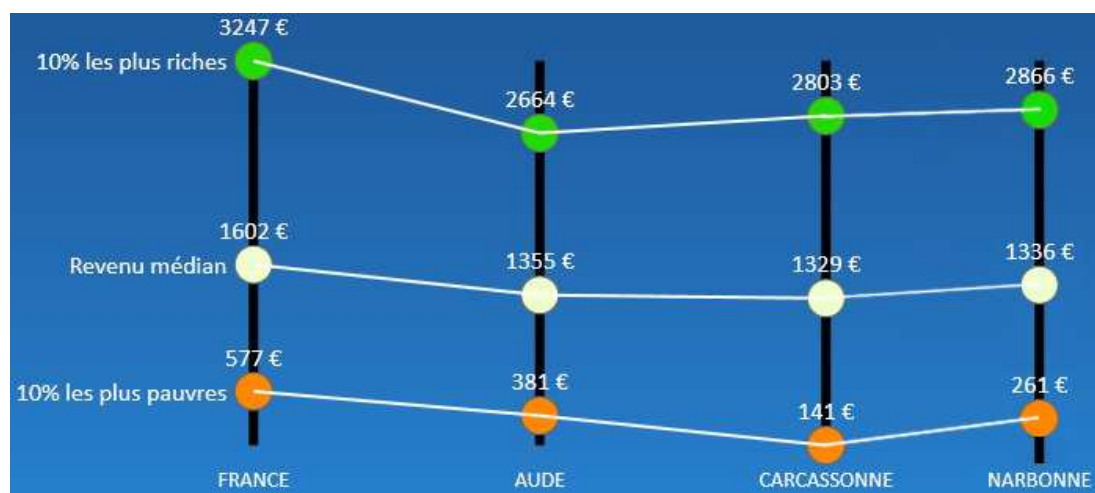 3247 €
10% les plus riches
2664 €
2803 €
2866 €
1602 €
Revenu médian
1355 €
1329 €
1336 €
577 €
10% les plus pauvres
381 €
141 €
261 €
FRANCE
AUDE
CARCASSONNE
NARBONNE